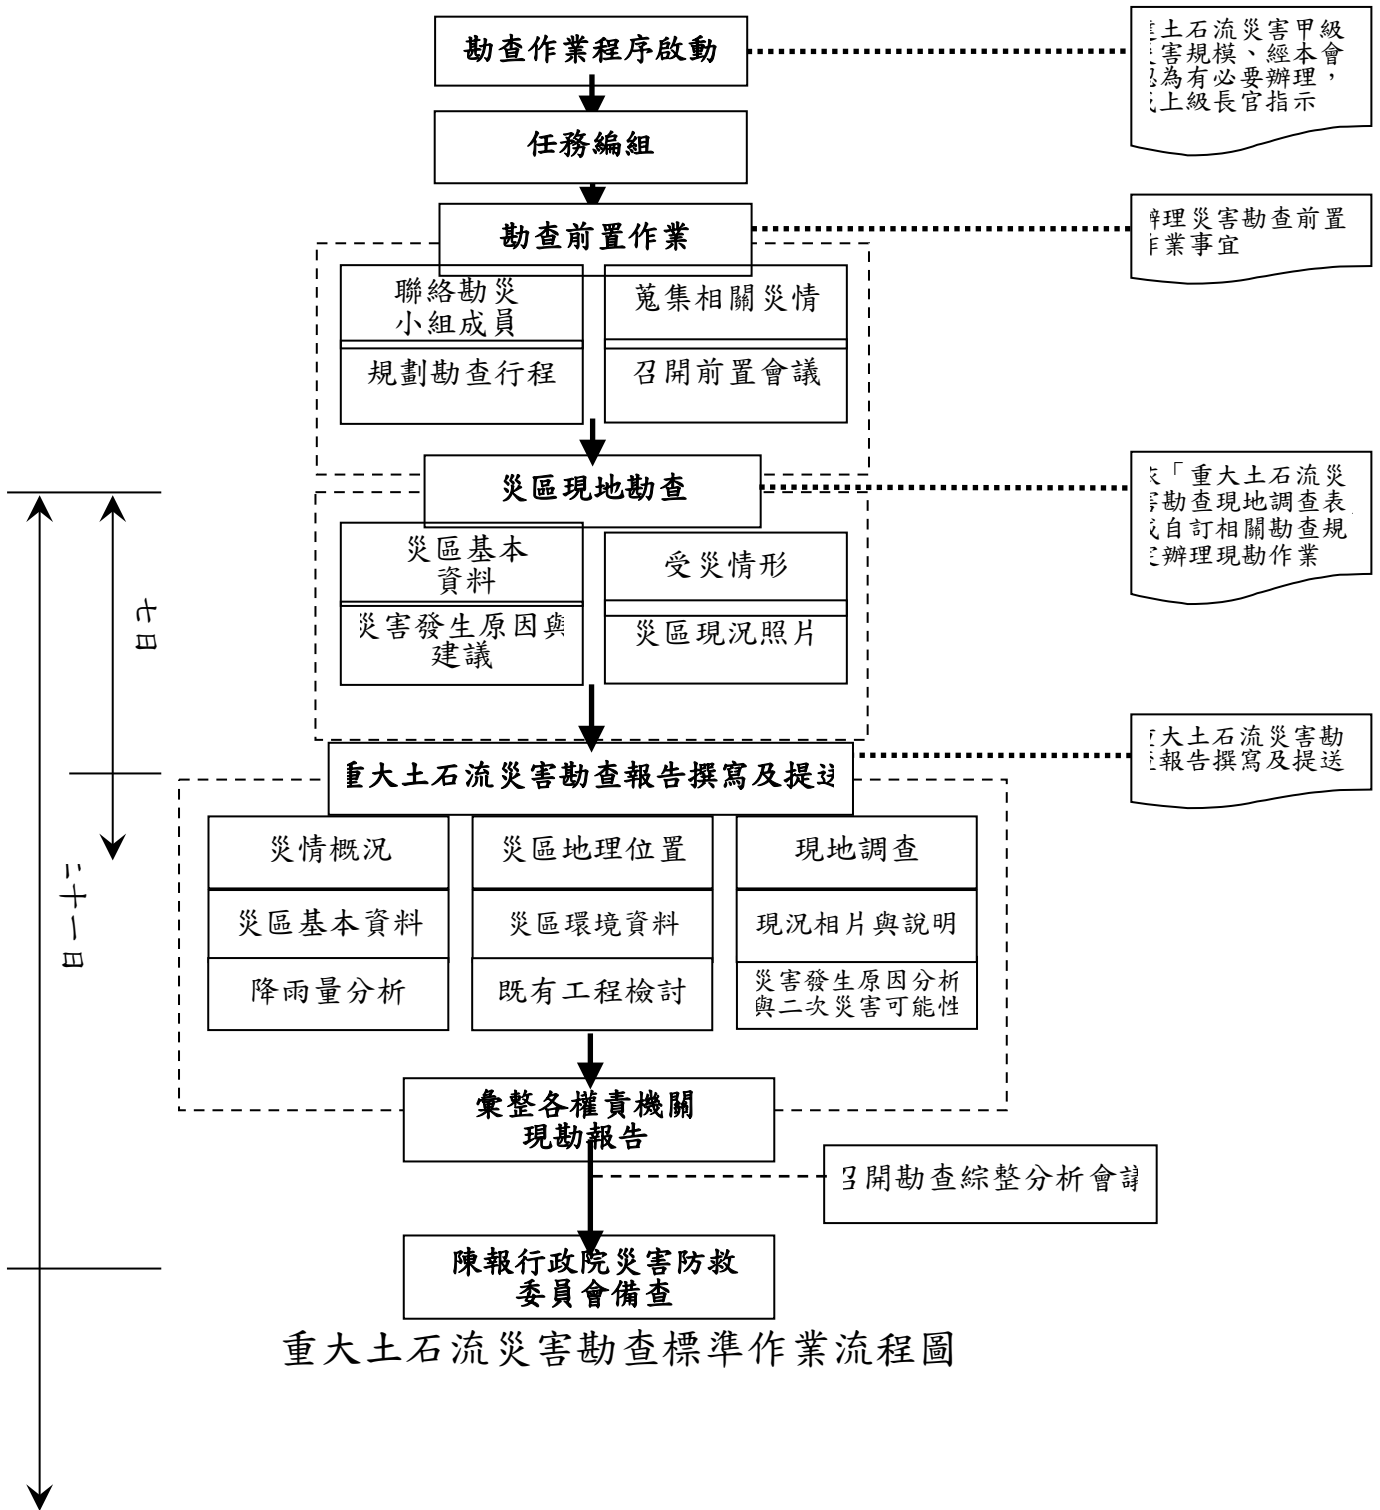 勘查作業程序啟動
土石流災害甲級
害規模、經本會
為有必要辦理，
上級長官指示
任務編組
勘查前置作業
辦理災害勘查前置
作業事宜
聯絡勘災
小組成員
蒐集相關災情
規劃勘查行程
召開前置會議
災區現地勘查
依「重大土石流災
害勘查現地調查表
或自訂相關勘查規
定辦理現勘作業
災區基本
資料
受災情形
災害發生原因與
建議
災區現況照片
七日
重大土石流災害勘查報告撰寫及提送
重大土石流災害勘
查報告撰寫及提送
災情概況
災區地理位置
現地調查
災區基本資料
災區環境資料
現況相片與說明
降雨量分析
既有工程檢討
災害發生原因分析
與二次災害可能性
二十一日
彙整各權責機關
現勘報告
召開勘查綜整分析會議
陳報行政院災害防救
委員會備查
重大土石流災害勘查標準作業流程圖